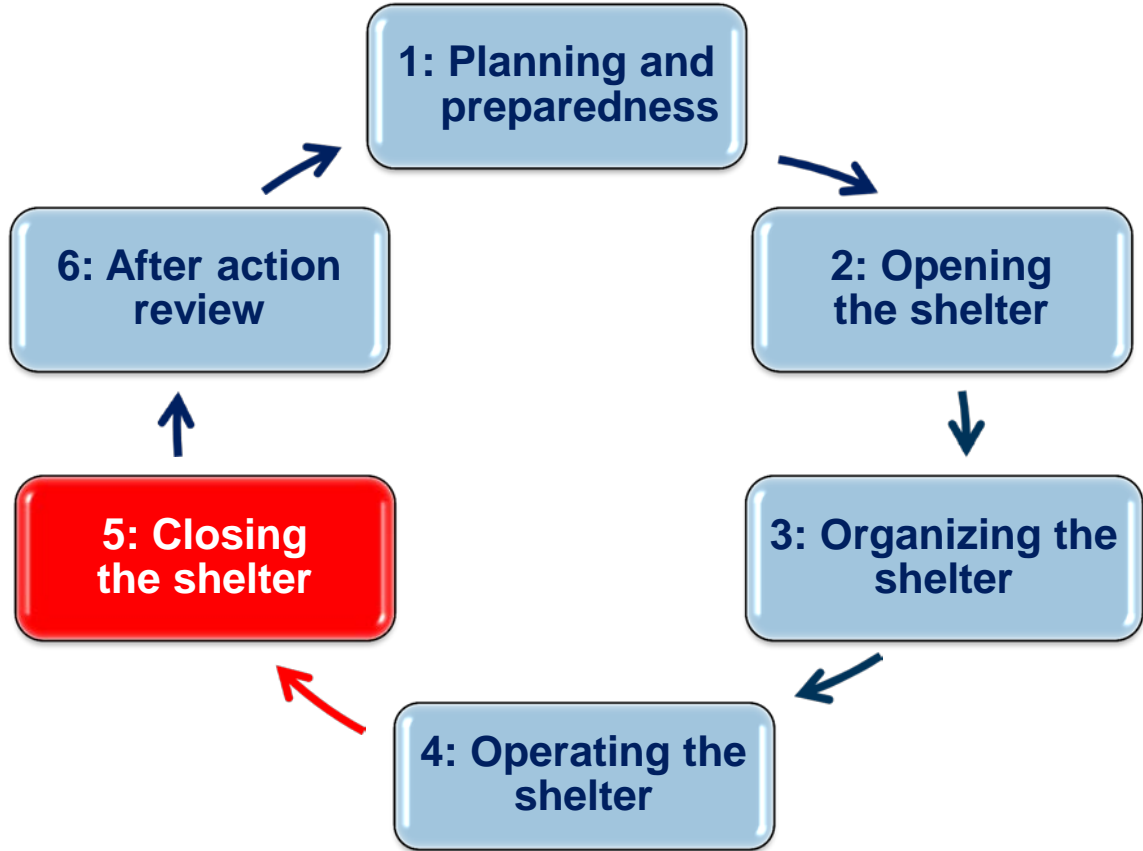 1: Planning and
preparedness
2: Opening
the shelter
3: Organizing the
shelter
4: Operating the
shelter
5: Closing
the shelter
6: After action
review